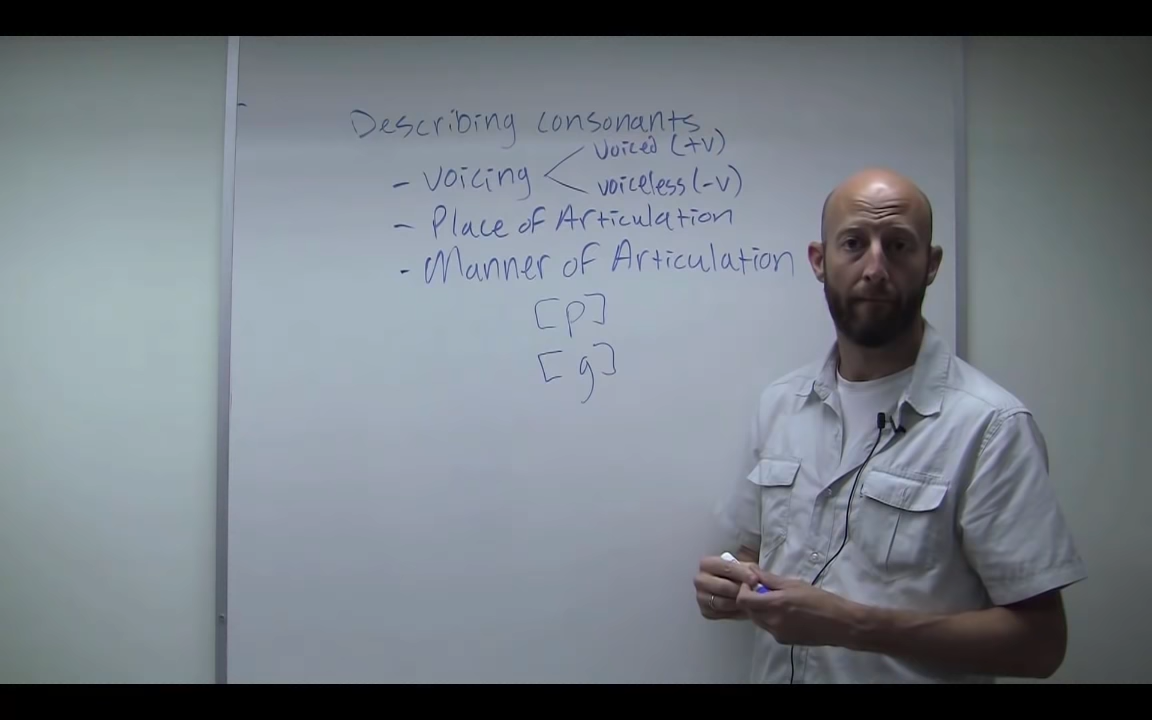 Describing consonants
- Voicing < voiced (+v)
voiceless (-v)
- Place of Articulation
- Manner of Articulation
[p]
[g]